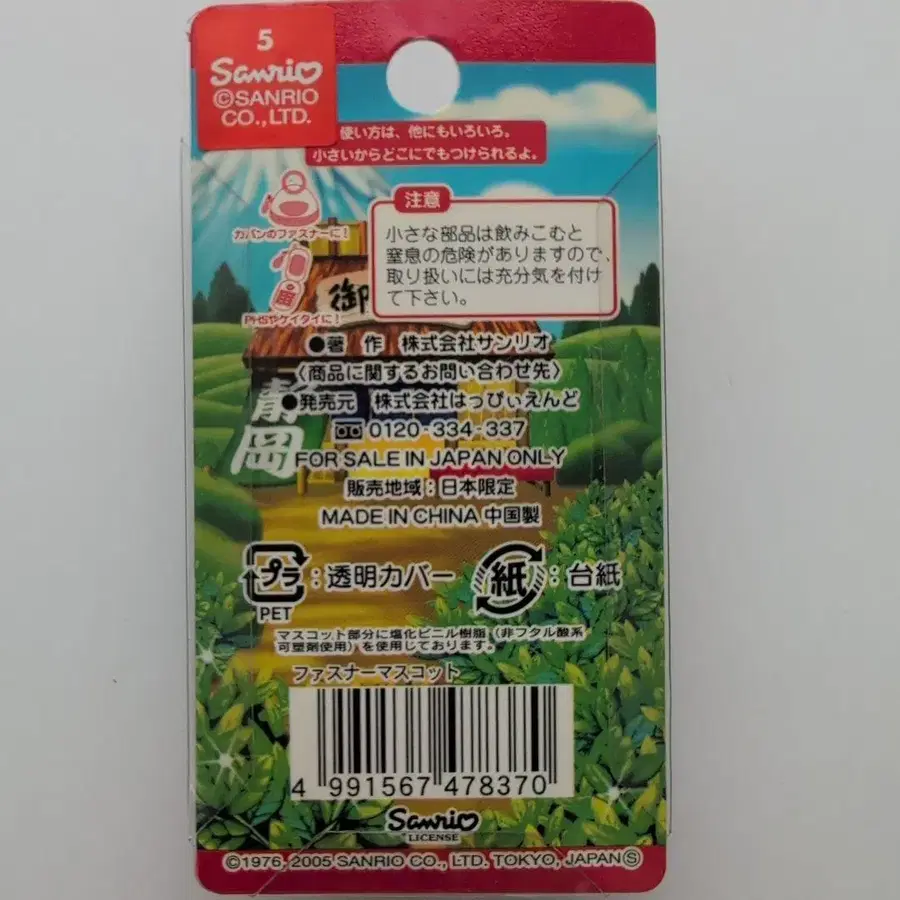 5
Sanrio
©SANRIO
CO.,LTD.
使い方は、他にもいろいろ。
小さいからどこにでもつけられるよ。
カバンのファスナーに!
PHSやケイタイに!
注意
小さな部品は飲みこむと
窒息の危険がありますので、
取り扱いには充分気を付け
て下さい。
御
●著 作 株式会社サンリオ
〈商品に関するお問い合わせ先〉
●発売元 株式会社はっぴぃえんど
0120-334-337
静岡
FOR SALE IN JAPAN ONLY
販売地域:日本限定
MADE IN CHINA 中国製
プラ:透明カバー 紙:台紙
PET
マスコット部分に塩化ビニル樹脂(非フタル酸系
可塑剤使用)を使用しております。
ファスナーマスコット
4 991567 478370
Sanrio
LICENSE
©1976, 2005 SANRIO CO., LTD. TOKYO, JAPAN Ⓢ